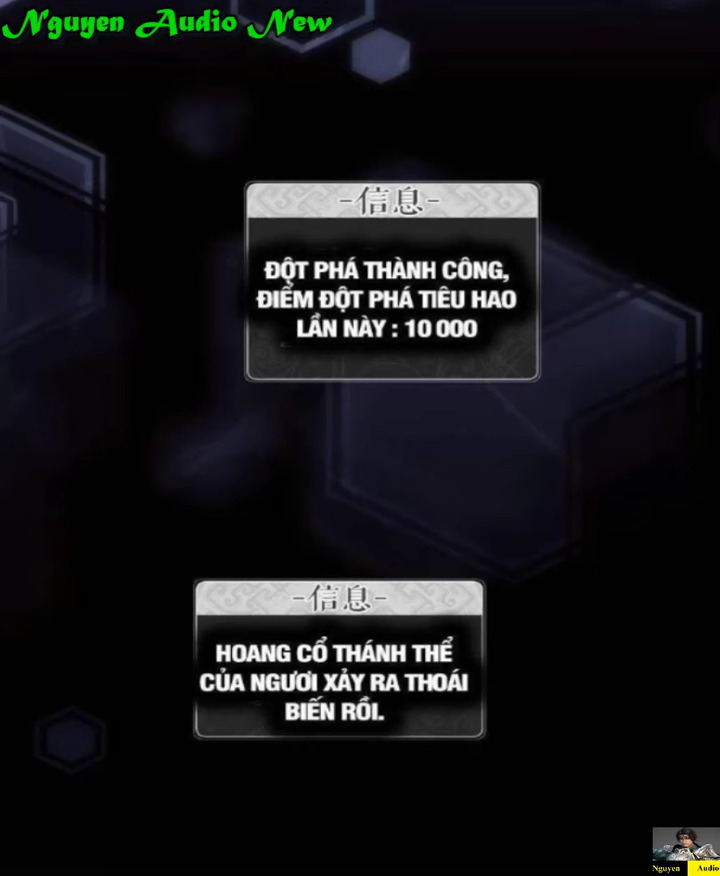 Nguyen Audio New
-信息-
ĐỘT PHÁ THÀNH CÔNG,
ĐIỂM ĐỘT PHÁ TIÊU HAO
LẦN NÀY : 10 000
-信息-
HOANG CỔ THÁNH THỂ
CỦA NGƯƠI XẢY RA THOÁI
BIẾN RỒI.
Nguyen Audio